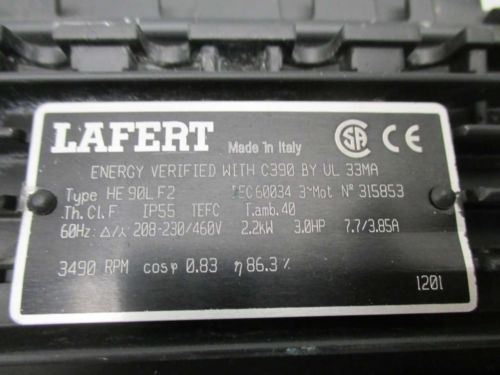 LAFERT Made in Italy CSA CE
ENERGY VERIFIED WITH C390 BY UL 33MA
Type HE 90L F2 IEC60034 3~Mot N° 315853
Th. Cl. F IP55 TEFC T.amb. 40
60Hz: Δ/⅄ 208-230/460V 2.2kW 3.0HP 7.7/3.85A
3490 RPM cosφ 0.83 η 86.3 %
1201